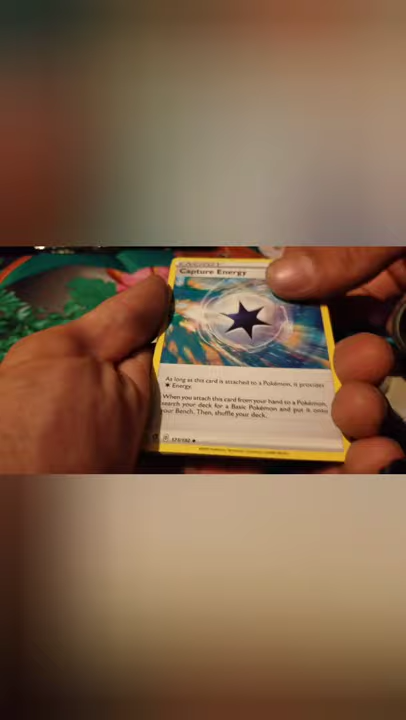 ENERGY
Capture Energy
As long as this card is attached to a Pokémon, it provides
Energy.
When you attach this card from your hand to a Pokémon,
search your deck for a Basic Pokémon and put it onto
your Bench. Then, shuffle your deck.